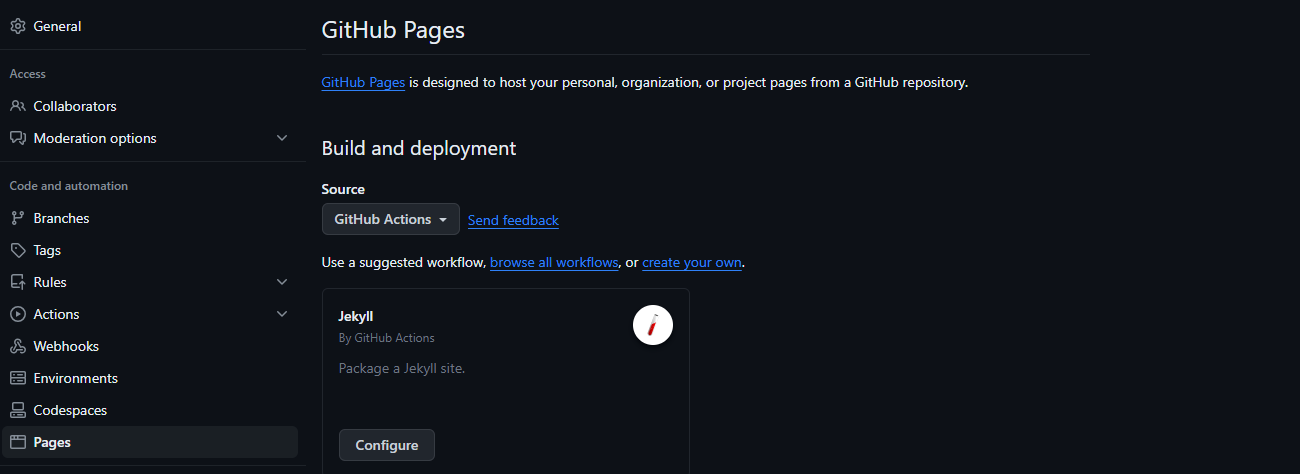 General
Access
Collaborators
Moderation options
Code and automation
Branches
Tags
Rules
Actions
Webhooks
Environments
Codespaces
Pages
GitHub Pages
GitHub Pages is designed to host your personal, organization, or project pages from a GitHub repository.
Build and deployment
Source
GitHub Actions
Send feedback
Use a suggested workflow, browse all workflows, or create your own.
Jekyll
By GitHub Actions
Package a Jekyll site.
Configure